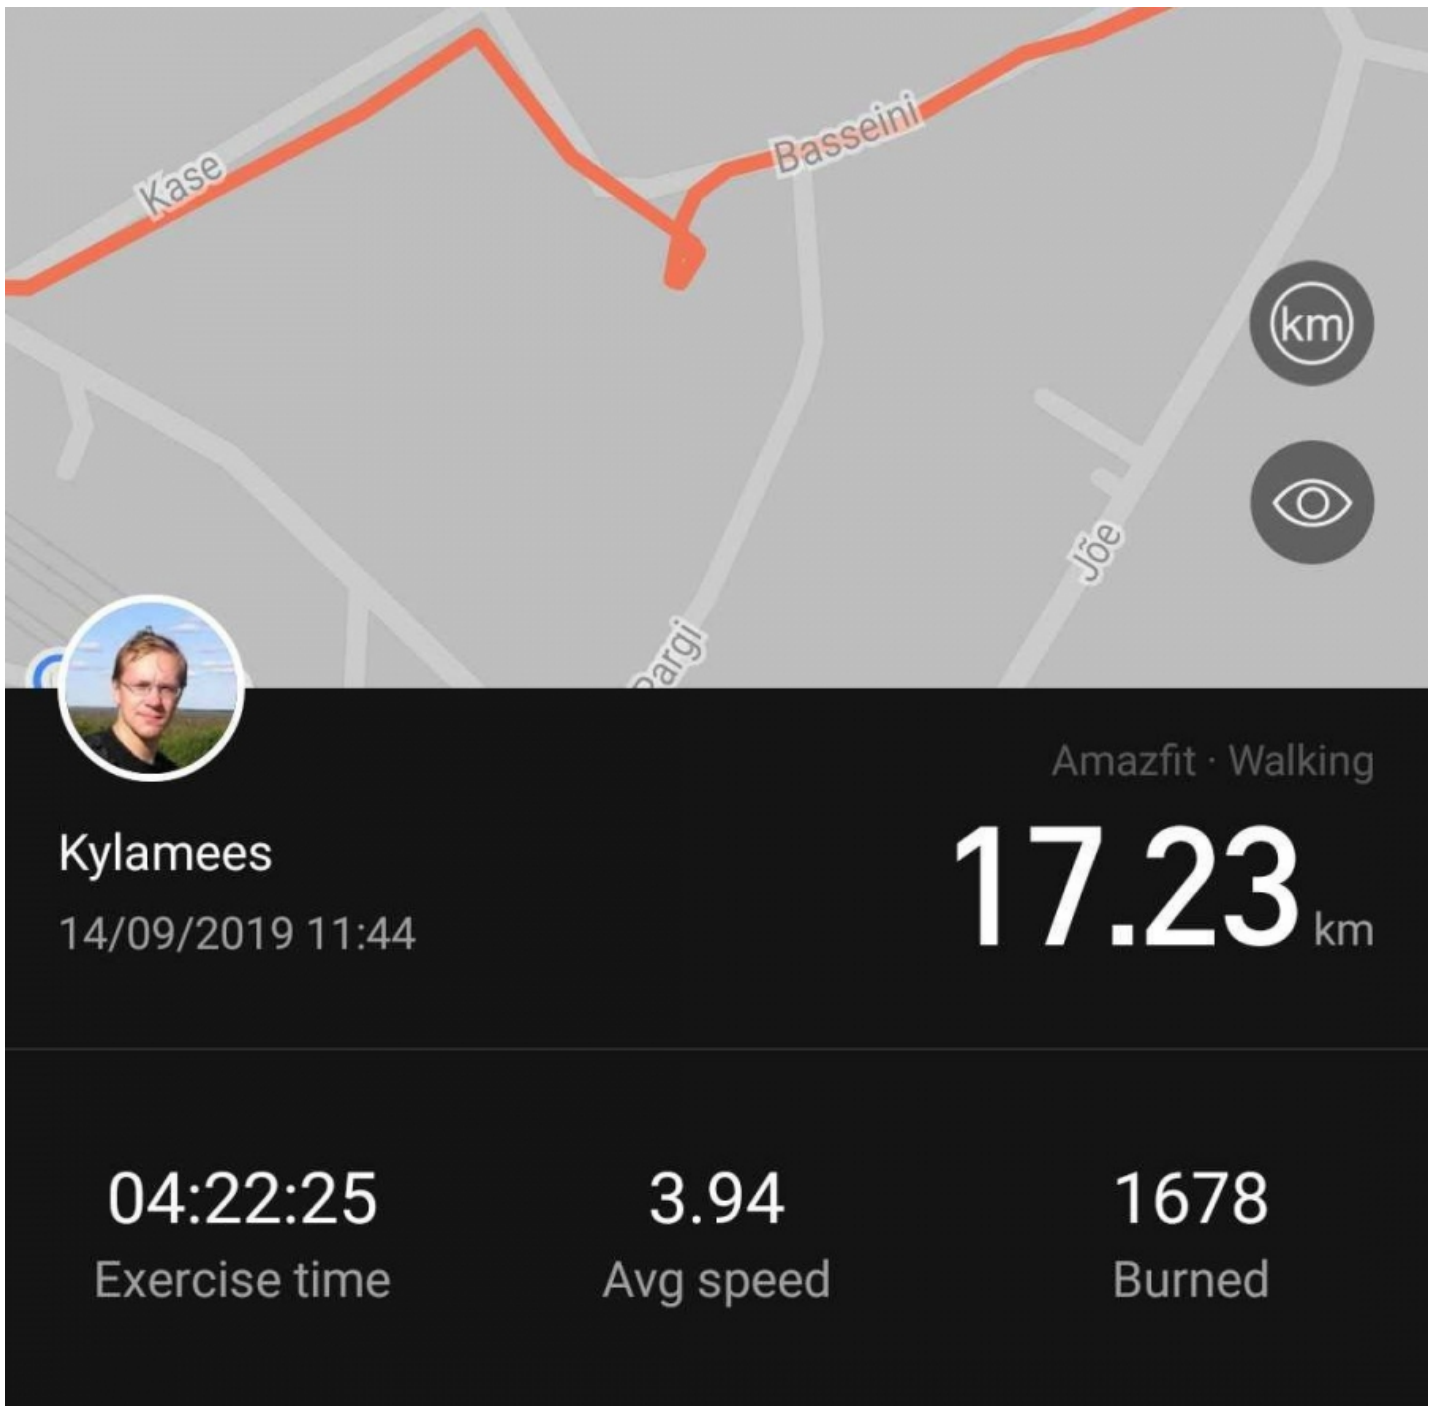 Basseini
Kase
km
Jõe
Pargi
Amazfit · Walking
Kylamees
17.23 km
14/09/2019 11:44
04:22:25 3.94 1678
Exercise time Avg speed Burned